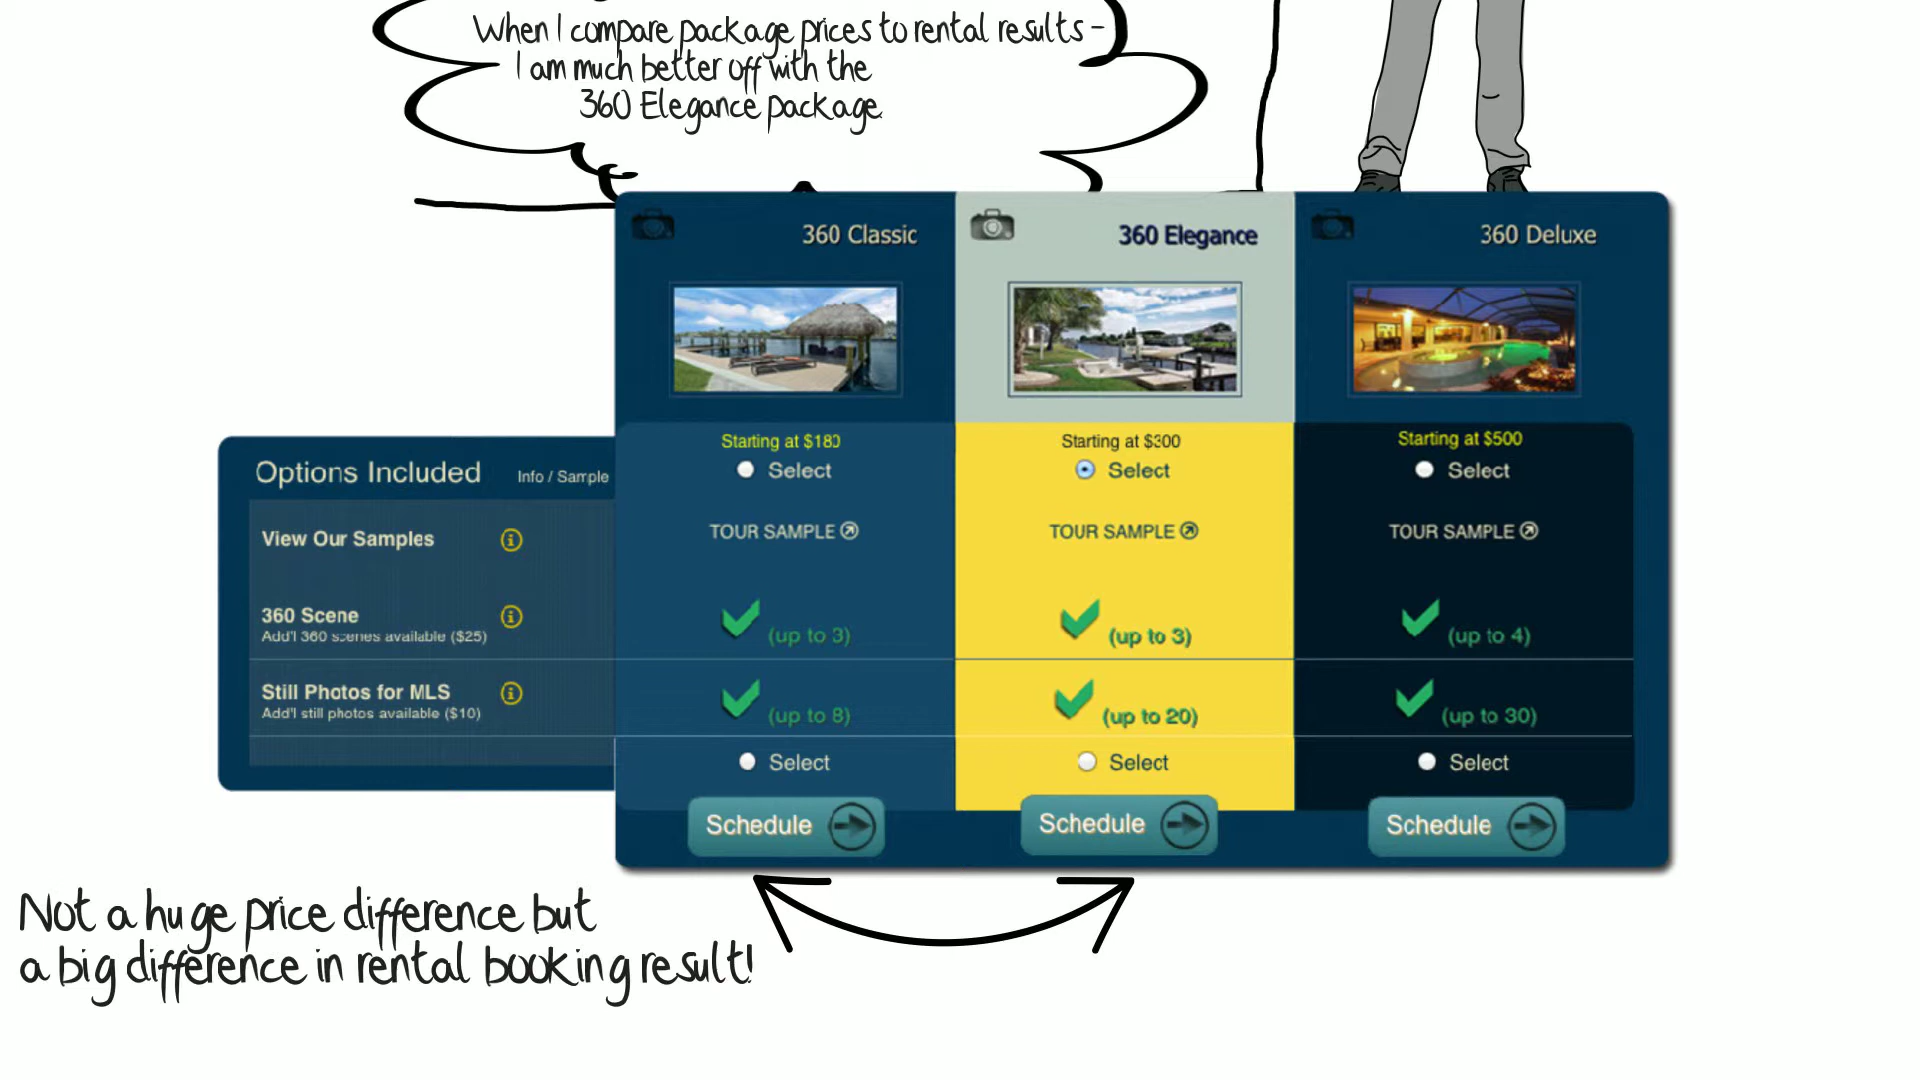 When I compare package prices to rental results -
I am much better off with the
360 Elegance package
360 Classic
360 Elegance
360 Deluxe
Starting at $180
Starting at $300
Starting at $500
Select
Select
Select
Options Included
Info / Sample
TOUR SAMPLE
TOUR SAMPLE
TOUR SAMPLE
View Our Samples
360 Scene
Add'l 360 scenes available ($25)
(up to 3)
(up to 3)
(up to 4)
Still Photos for MLS
Add'l still photos available ($10)
(up to 8)
(up to 20)
(up to 30)
Select
Select
Select
Schedule
Schedule
Schedule
Not a huge price difference but
a big difference in rental booking result!